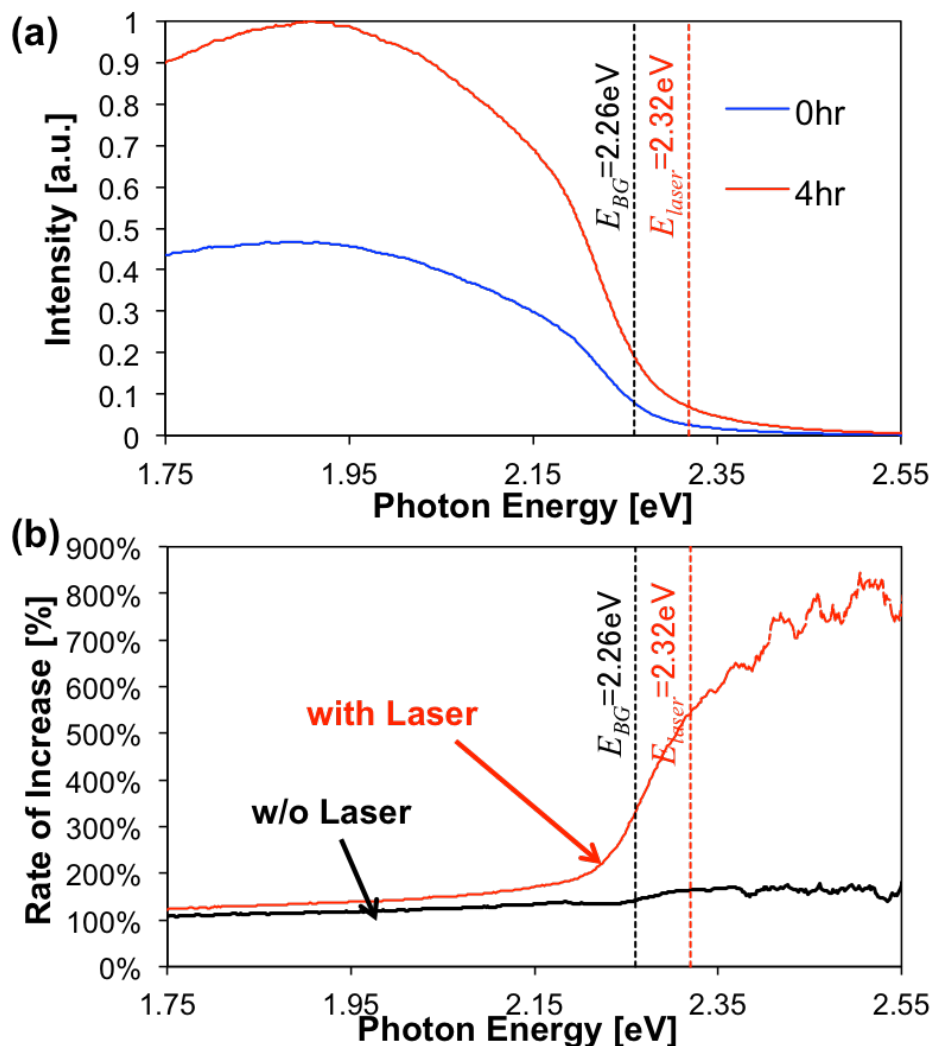 (a)
Intensity [a.u.]
1
0.9
0.8
0.7
0.6
0.5
0.4
0.3
0.2
0.1
0
E_BG=2.26eV
E_laser=2.32eV
0hr
4hr
1.75 1.95 2.15 2.35 2.55
Photon Energy [eV]
(b)
Rate of Increase [%]
900%
800%
700%
600%
500%
400%
300%
200%
100%
0%
with Laser
w/o Laser
E_BG=2.26eV
E_laser=2.32eV
1.75 1.95 2.15 2.35 2.55
Photon Energy [eV]